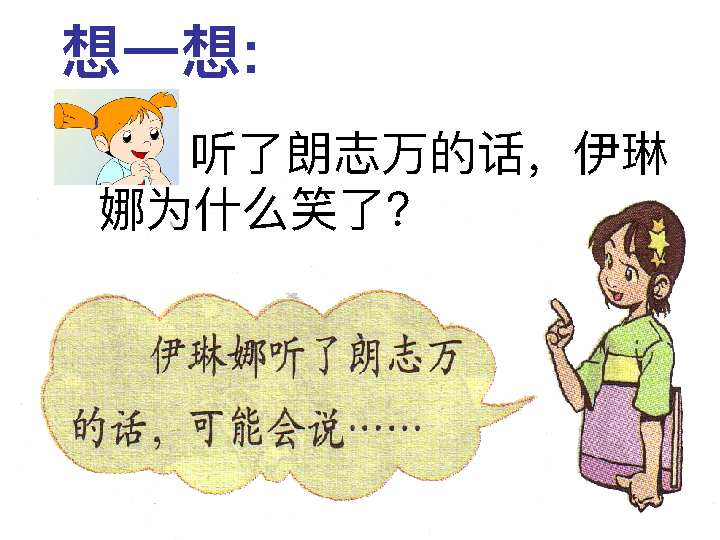 想一想:
听了朗志万的话，伊琳
娜为什么笑了？
伊琳娜听了朗志万
的话，可能会说……